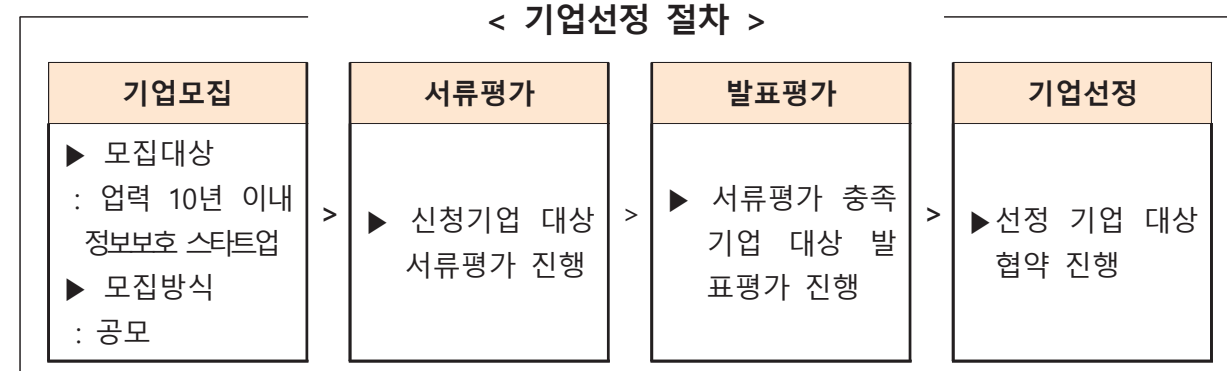 < 기업선정 절차 >
기업모집
▶ 모집대상
: 업력 10년 이내
정보보호 스타트업
▶ 모집방식
: 공모
>
서류평가
▶ 신청기업 대상
서류평가 진행
>
발표평가
▶ 서류평가 충족
기업 대상 발
표평가 진행
>
기업선정
▶선정 기업 대상
협약 진행